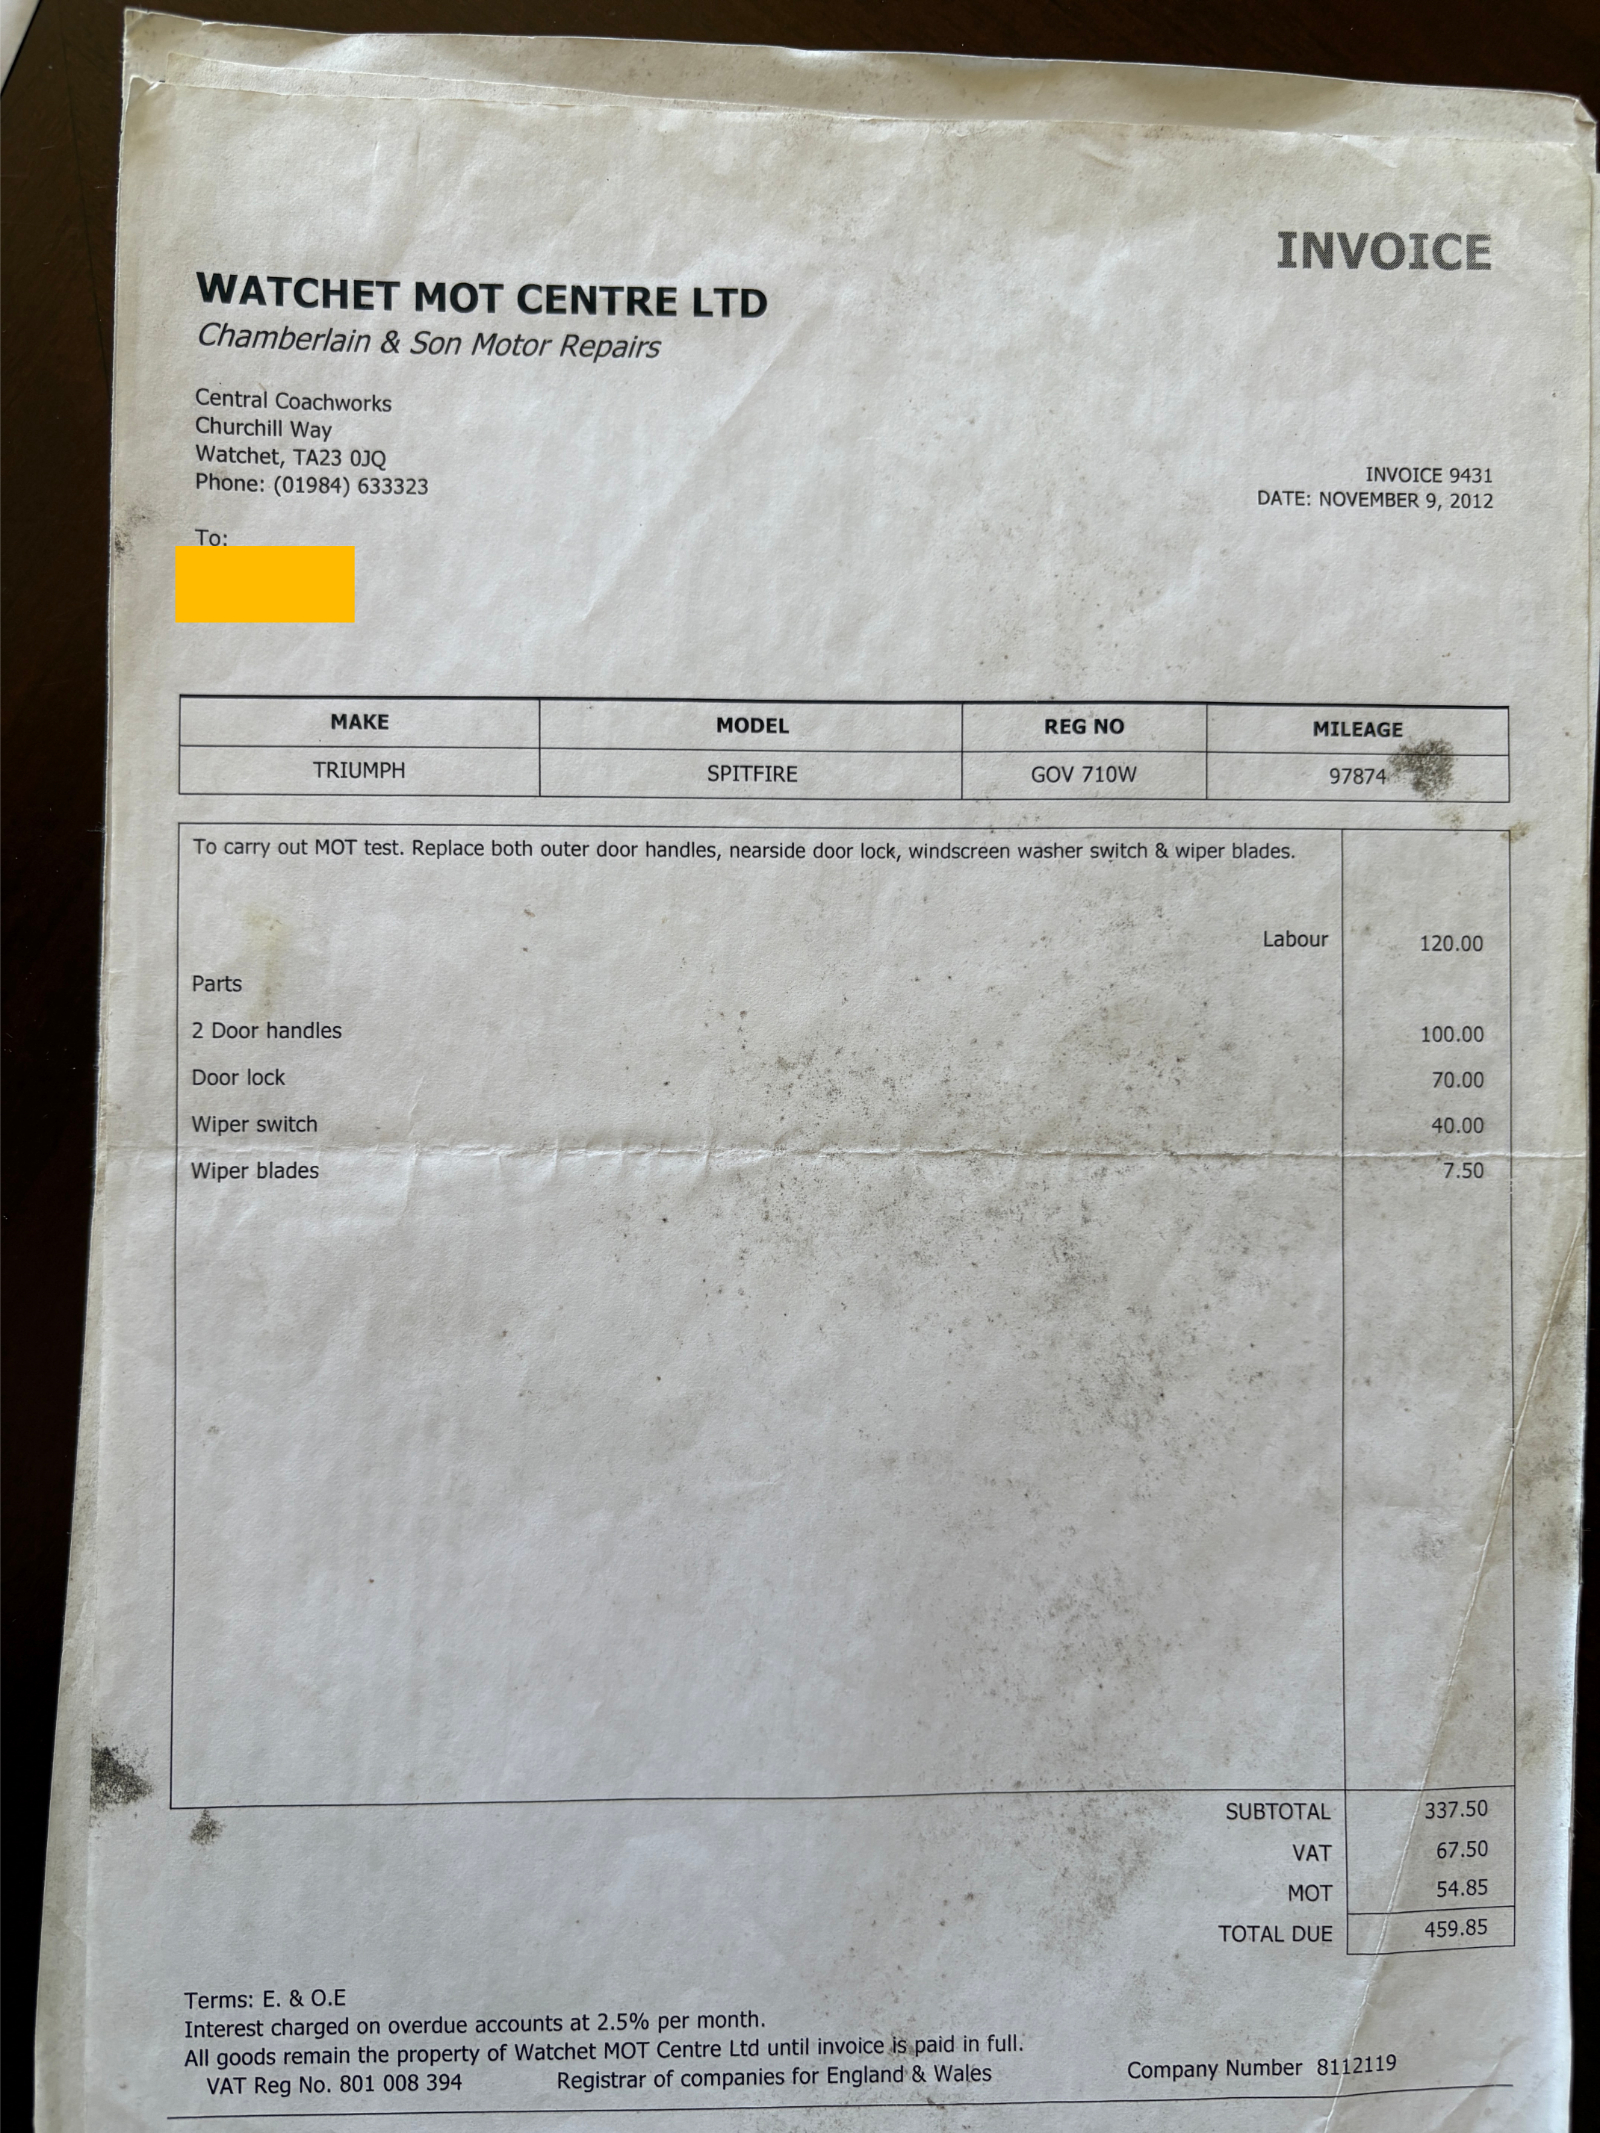 INVOICE
WATCHET MOT CENTRE LTD
Chamberlain & Son Motor Repairs
Central Coachworks
Churchill Way
Watchet, TA23 0JQ
Phone: (01984) 633323
INVOICE 9431
DATE: NOVEMBER 9, 2012
To:
MAKE MODEL REG NO MILEAGE
TRIUMPH SPITFIRE GOV 710W 97874
To carry out MOT test. Replace both outer door handles, nearside door lock, windscreen washer switch & wiper blades.
Labour 120.00
Parts
2 Door handles 100.00
Door lock 70.00
Wiper switch 40.00
Wiper blades 7.50
SUBTOTAL 337.50
VAT 67.50
MOT 54.85
TOTAL DUE 459.85
Terms: E. & O.E
Interest charged on overdue accounts at 2.5% per month.
All goods remain the property of Watchet MOT Centre Ltd until invoice is paid in full.
VAT Reg No. 801 008 394 Registrar of companies for England & Wales Company Number 8112119